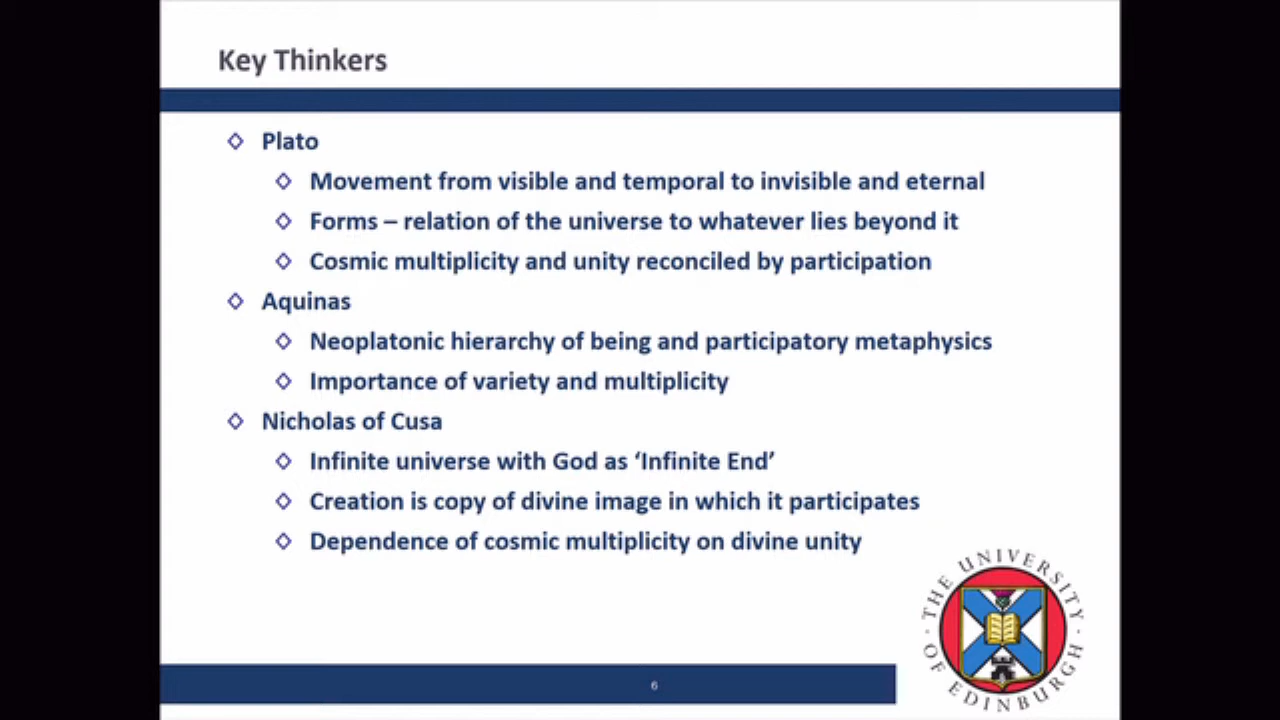 Key Thinkers
Plato
Movement from visible and temporal to invisible and eternal
Forms – relation of the universe to whatever lies beyond it
Cosmic multiplicity and unity reconciled by participation
Aquinas
Neoplatonic hierarchy of being and participatory metaphysics
Importance of variety and multiplicity
Nicholas of Cusa
Infinite universe with God as ‘Infinite End’
Creation is copy of divine image in which it participates
Dependence of cosmic multiplicity on divine unity
THE UNIVERSITY
OF EDINBURGH
6